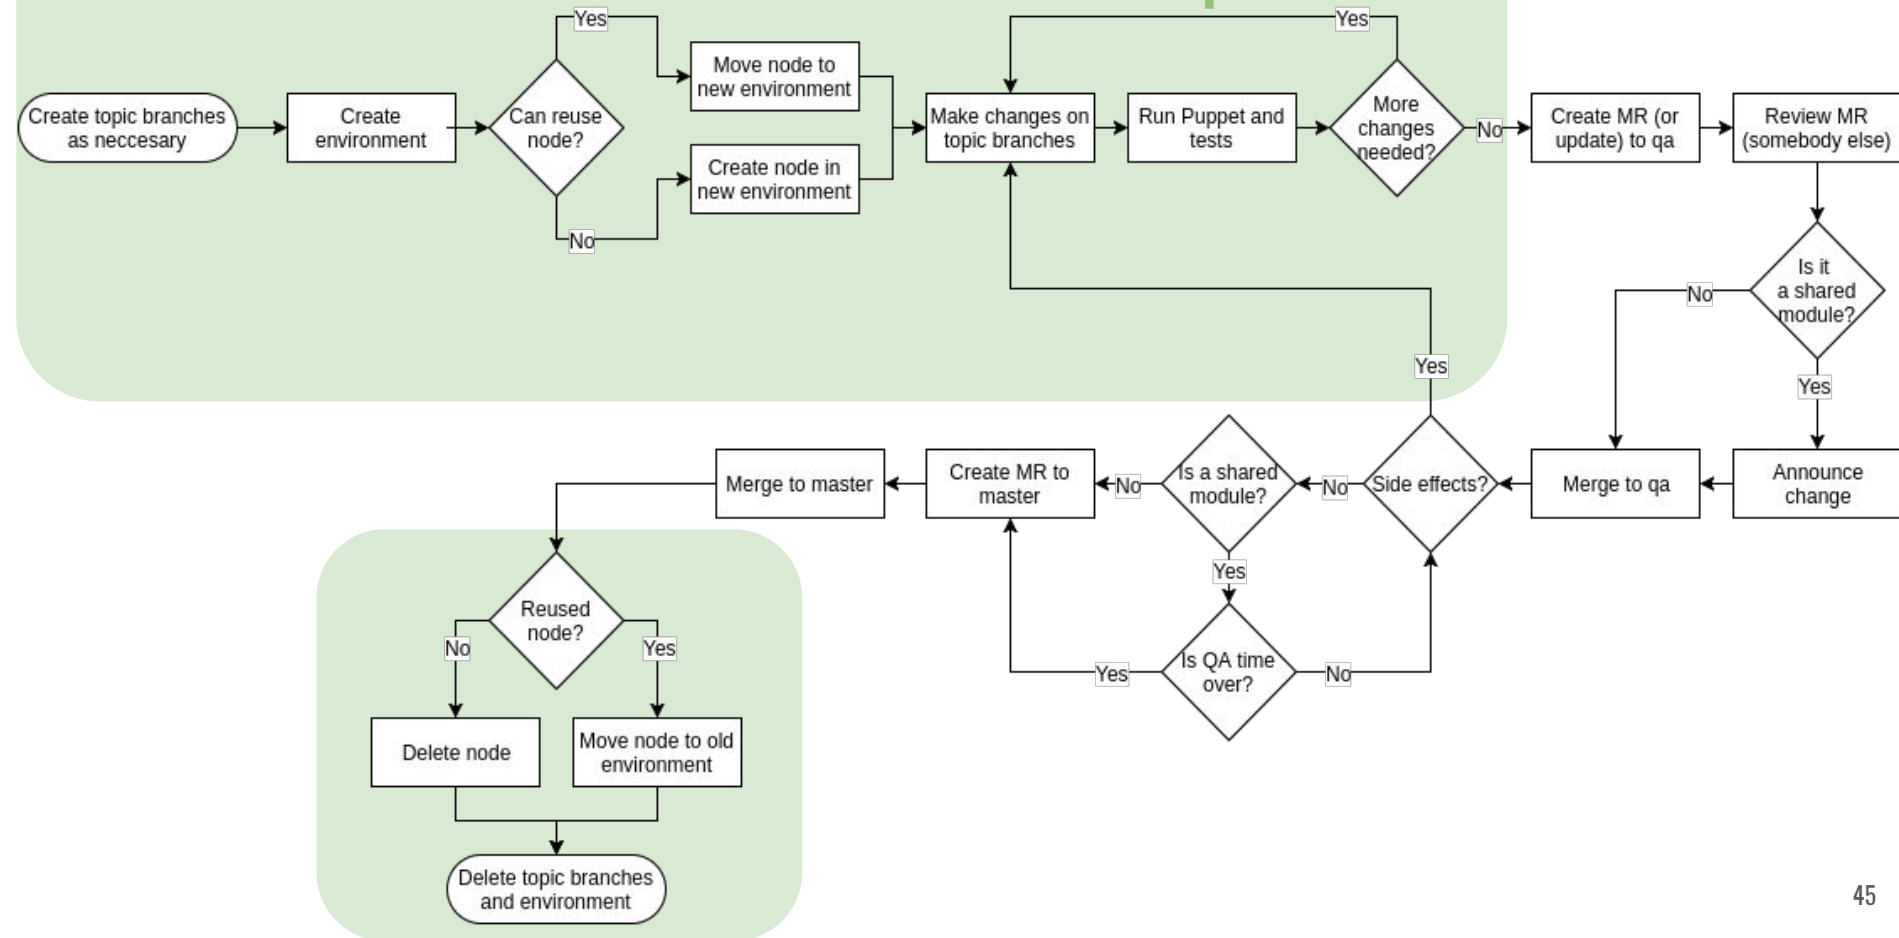 Yes
Yes
Create topic branches
as neccesary
Create
environment
Can reuse
node?
Move node to
new environment
Create node in
new environment
No
Make changes on
topic branches
Run Puppet and
tests
More
changes
needed?
No
Create MR (or
update) to qa
Review MR
(somebody else)
Is it
a shared
module?
No
Yes
Yes
Merge to master
Create MR to
master
No
Is a shared
module?
No
Side effects?
Merge to qa
Announce
change
Yes
Is QA time
over?
Yes
No
Reused
node?
No
Yes
Delete node
Move node to old
environment
Delete topic branches
and environment
45